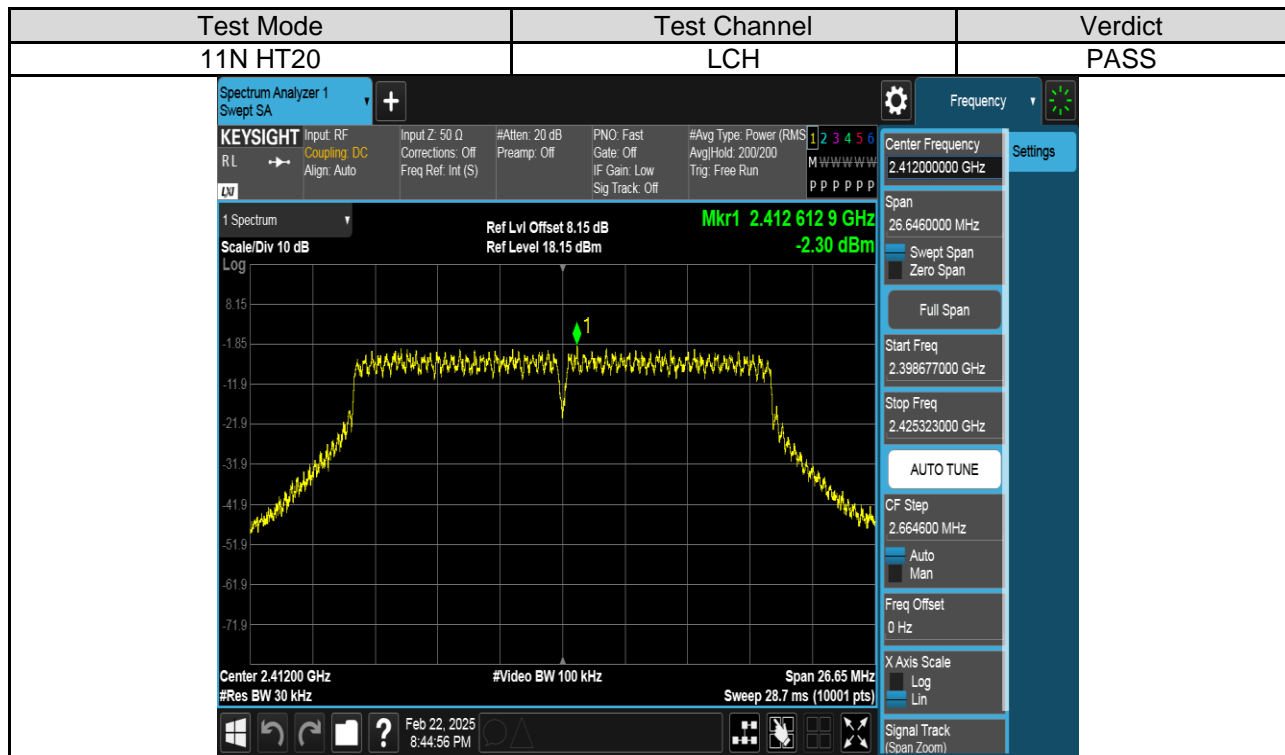 Test Mode Test Channel Verdict
11N HT20 LCH PASS
Spectrum Analyzer 1
Swept SA
+
Frequency
KEYSIGHT Input: RF Input Z: 50 Ω #Atten: 20 dB PNO: Fast #Avg Type: Power (RMS 1 2 3 4 5 6
RL Coupling: DC Corrections: Off Preamp: Off Gate: Off Avg|Hold: 200/200 M W W W W W
Align: Auto Freq Ref: Int (S) IF Gain: Low Trig: Free Run
LXI Sig Track: Off P P P P P P
1 Spectrum
Scale/Div 10 dB
Ref Lvl Offset 8.15 dB
Ref Level 18.15 dBm
Mkr1 2.412 612 9 GHz
-2.30 dBm
Log
8.15
1
-1.85
-11.9
-21.9
-31.9
-41.9
-51.9
-61.9
-71.9
Center 2.41200 GHz #Video BW 100 kHz Span 26.65 MHz
#Res BW 30 kHz Sweep 28.7 ms (10001 pts)
?
Feb 22, 2025
8:44:56 PM
Center Frequency
2.412000000 GHz
Settings
Span
26.6460000 MHz
Swept Span
Zero Span
Full Span
Start Freq
2.398677000 GHz
Stop Freq
2.425323000 GHz
AUTO TUNE
CF Step
2.664600 MHz
Auto
Man
Freq Offset
0 Hz
X Axis Scale
Log
Lin
Signal Track
(Span Zoom)